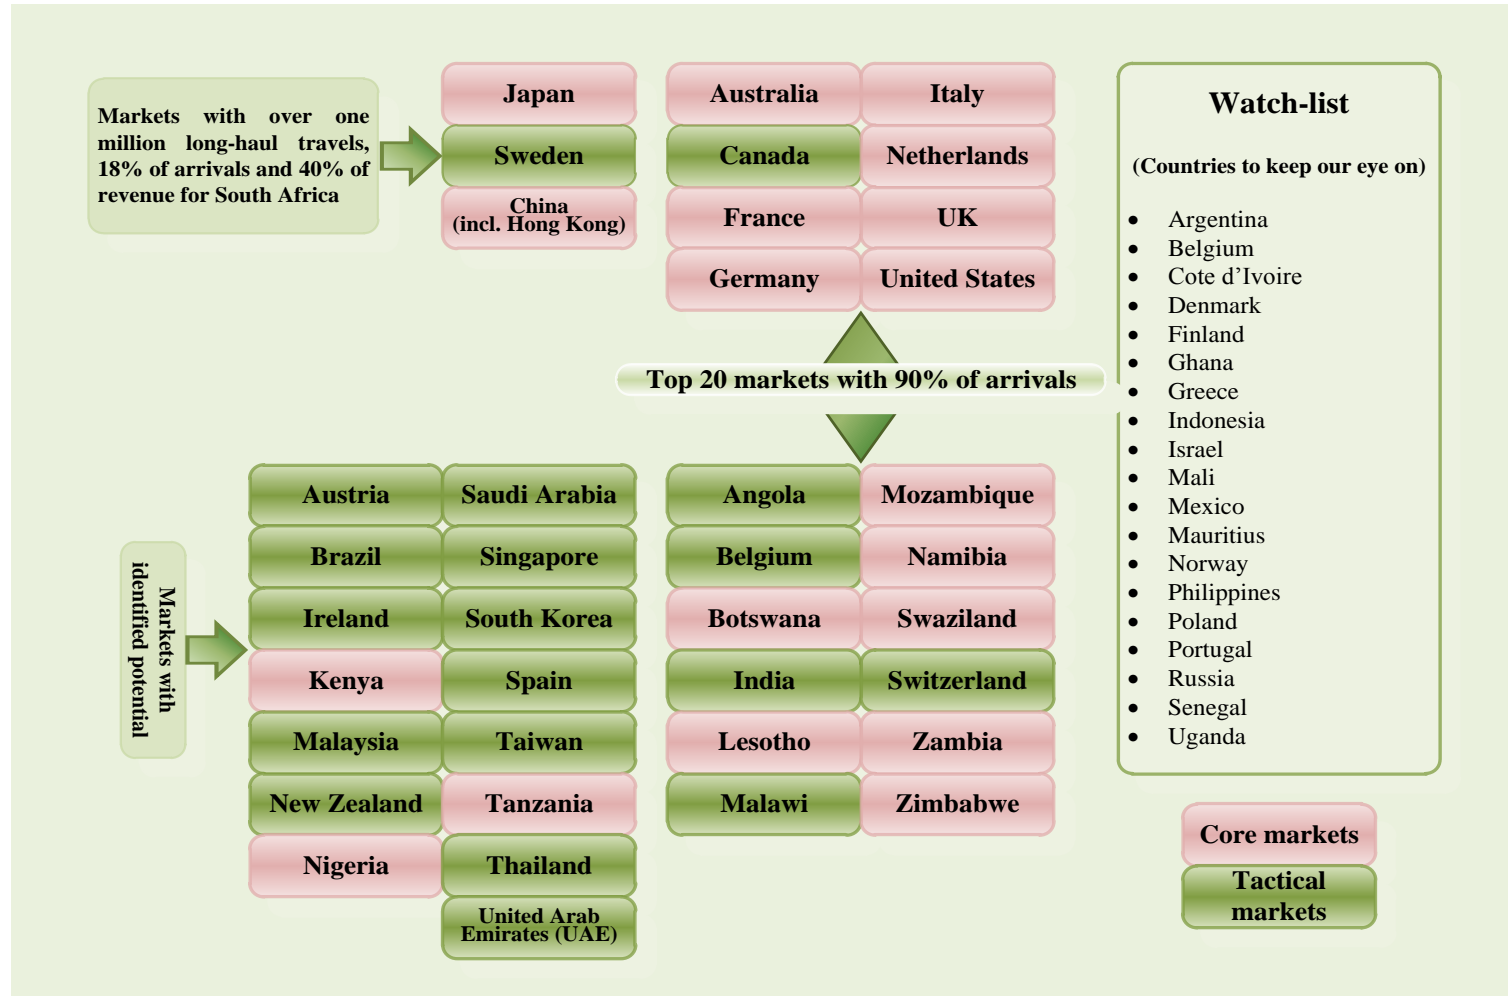 Markets with over one
million long-haul travels,
18% of arrivals and 40% of
revenue for South Africa
Japan
Sweden
China
(incl. Hong Kong)
Australia
Italy
Canada
Netherlands
France
UK
Germany
United States
Top 20 markets with 90% of arrivals
Markets with
identified potential
Austria
Saudi Arabia
Brazil
Singapore
Ireland
South Korea
Kenya
Spain
Malaysia
Taiwan
New Zealand
Tanzania
Nigeria
Thailand
United Arab
Emirates (UAE)
Angola
Mozambique
Belgium
Namibia
Botswana
Swaziland
India
Switzerland
Lesotho
Zambia
Malawi
Zimbabwe
Watch-list
(Countries to keep our eye on)
• Argentina
• Belgium
• Cote d’Ivoire
• Denmark
• Finland
• Ghana
• Greece
• Indonesia
• Israel
• Mali
• Mexico
• Mauritius
• Norway
• Philippines
• Poland
• Portugal
• Russia
• Senegal
• Uganda
Core markets
Tactical
markets